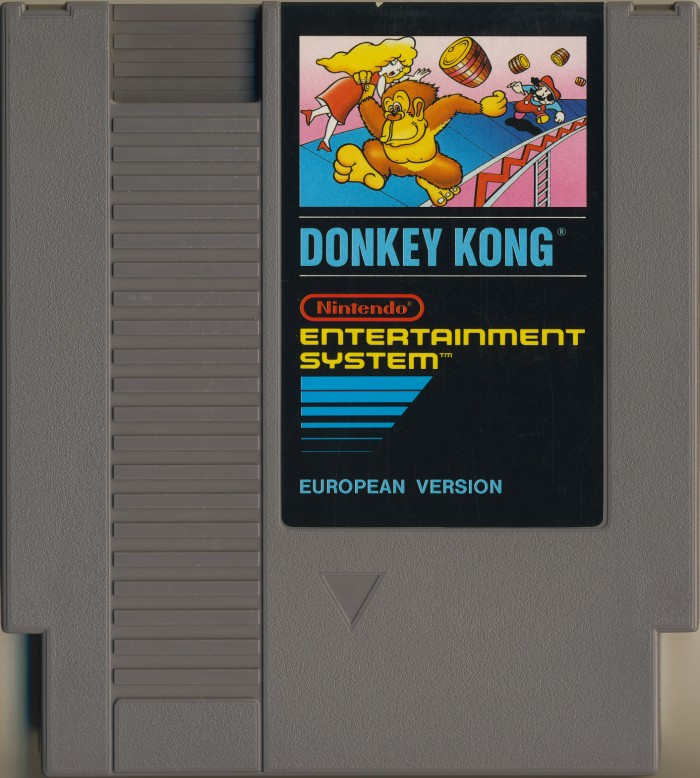 DONKEY KONG®
Nintendo®
ENTERTAINMENT
SYSTEM™
EUROPEAN VERSION